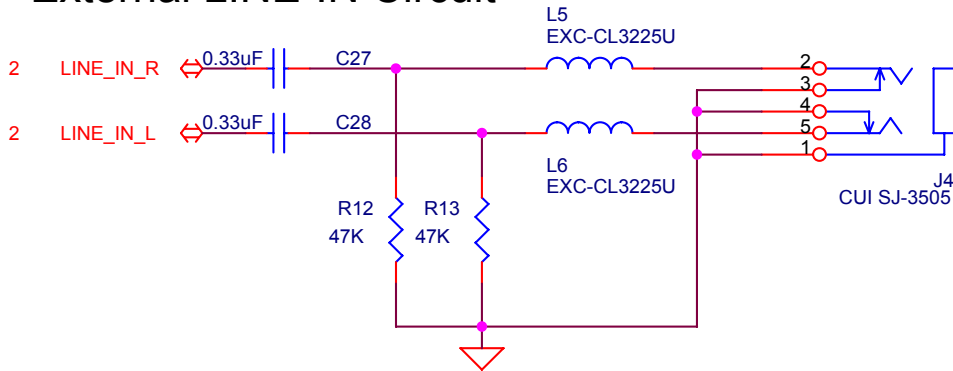 External LINE IN Circuit
L5
EXC-CL3225U
2 LINE_IN_R 0.33uF C27 2
3
4
2 LINE_IN_L 0.33uF C28 5
1
L6
EXC-CL3225U
J4
CUI SJ-3505
R12 R13
47K 47K